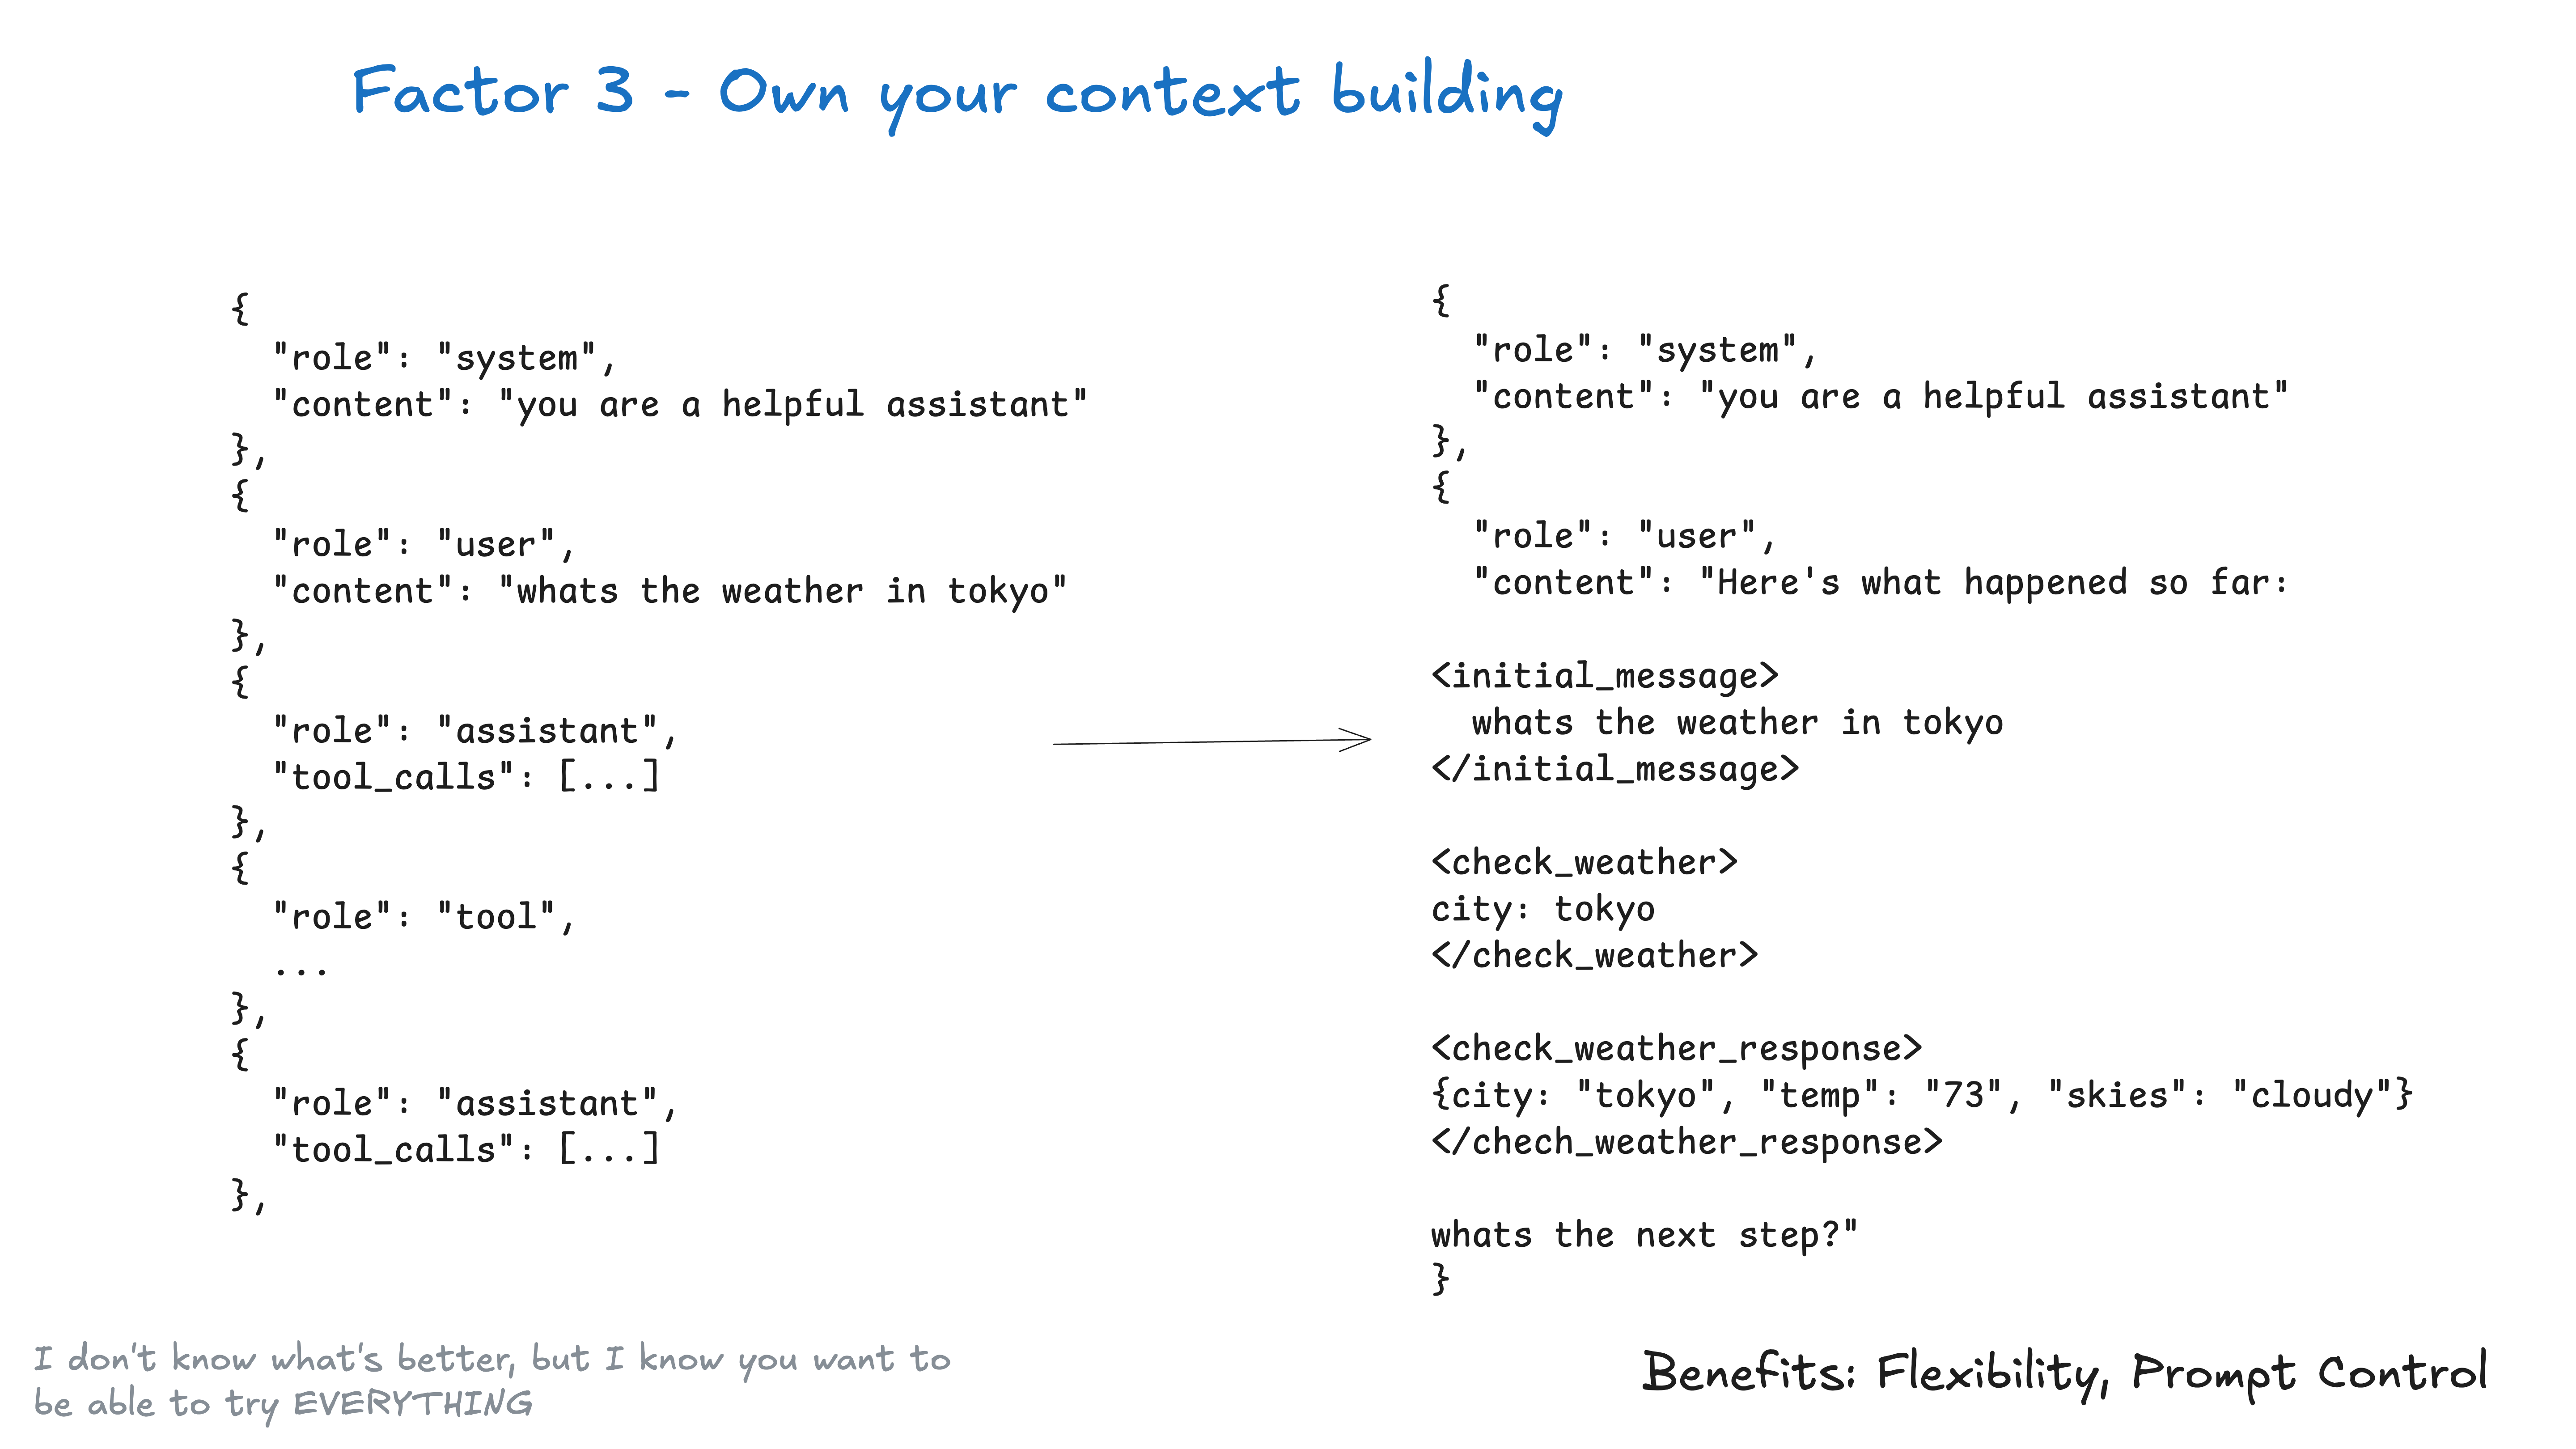 Factor 3 - Own your context building
{
  "role": "system",
  "content": "you are a helpful assistant"
},
{
  "role": "user",
  "content": "whats the weather in tokyo"
},
{
  "role": "assistant",
  "tool_calls": [...]
},
{
  "role": "tool",
  ...
},
{
  "role": "assistant",
  "tool_calls": [...]
},
{
  "role": "system",
  "content": "you are a helpful assistant"
},
{
  "role": "user",
  "content": "Here's what happened so far:
<initial_message>
  whats the weather in tokyo
</initial_message>
<check_weather>
city: tokyo
</check_weather>
<check_weather_response>
{city: "tokyo", "temp": "73", "skies": "cloudy"}
</chech_weather_response>
whats the next step?"
}
I don't know what's better, but I know you want to
be able to try EVERYTHING
Benefits: Flexibility, Prompt Control